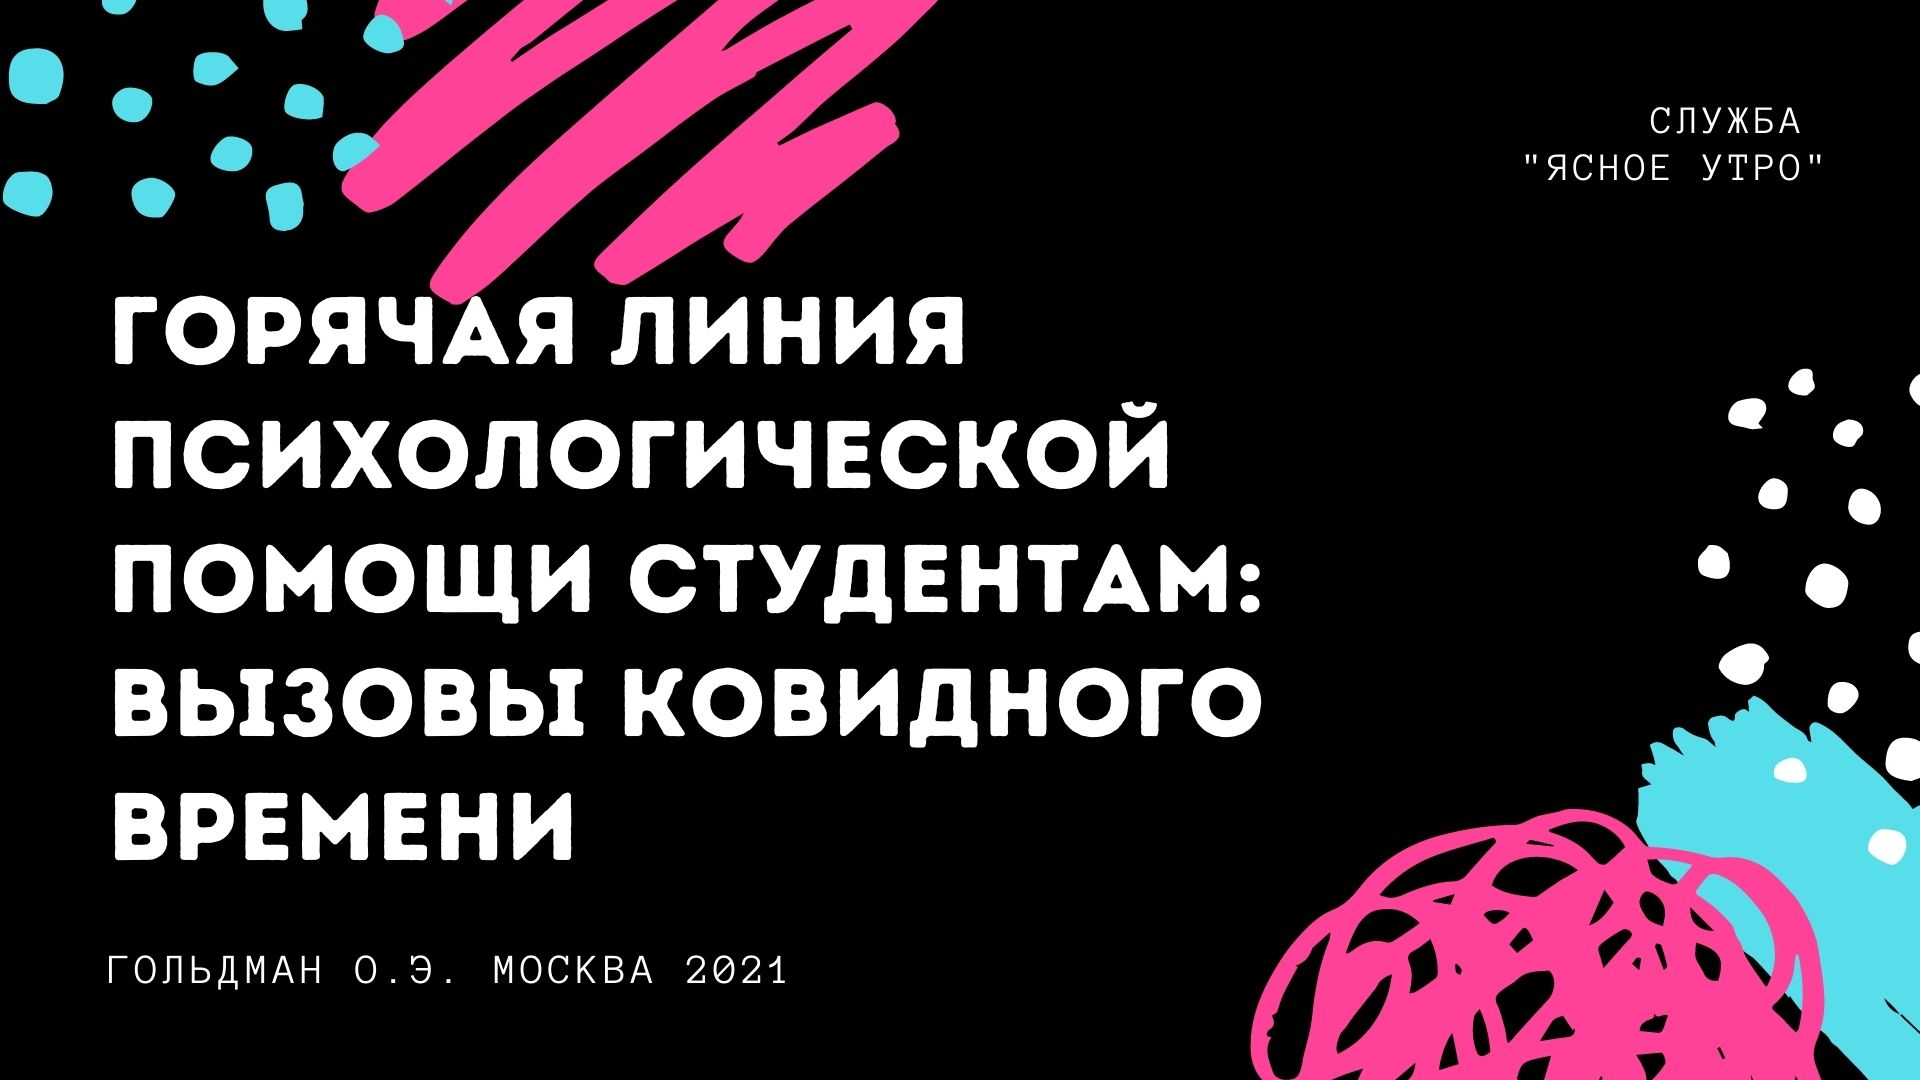 СЛУЖБА
"ЯСНОЕ УТРО"
ГОРЯЧАЯ ЛИНИЯ
ПСИХОЛОГИЧЕСКОЙ
ПОМОЩИ СТУДЕНТАМ:
ВЫЗОВЫ КОВИДНОГО
ВРЕМЕНИ
ГОЛЬДМАН О.Э. МОСКВА 2021